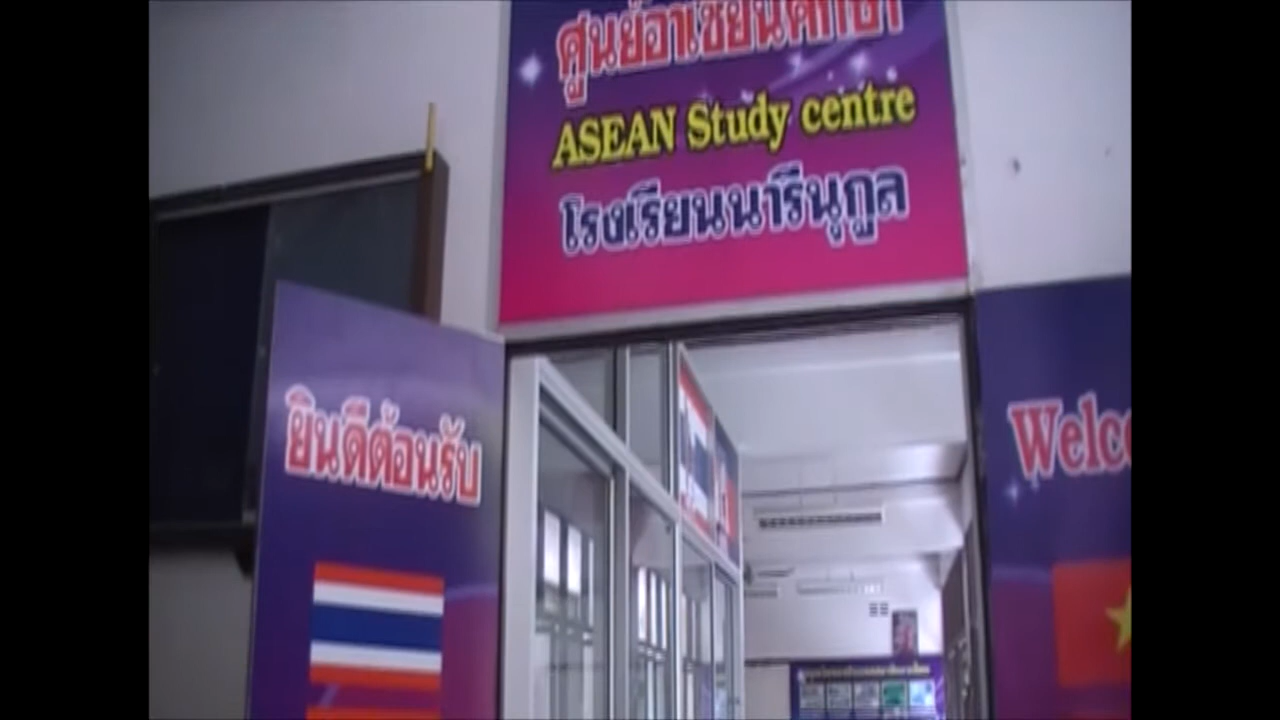 ศูนย์อาเซียนศึกษา
ASEAN Study centre
โรงเรียนนารีนุกูล
ยินดีต้อนรับ